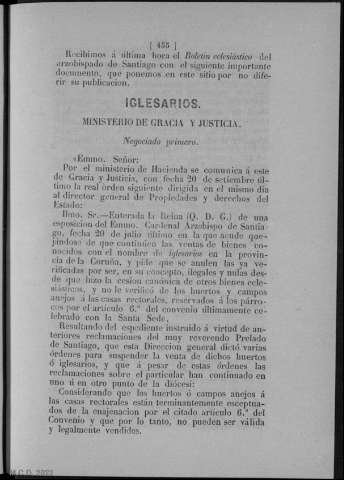 [ 455 ]
Recibimos á última hora el Boletin eclesiástico del
arzobispado de Santiago con el siguiente importante
documento, que ponemos en este sitio por no dife-
rir su publicacion.
IGLESARIOS.
MINISTERIO DE GRACIA Y JUSTICIA.
Negociado primero.
«Emmo. Señor:
Por el ministerio de Hacienda se comunica á este
de Gracia y Justicia, con fecha 20 de setiembre úl-
timo la real órden siguiente dirigida en el mismo dia
al director general de Propiedades y derechos del
Estado:
Ilmo. Sr.—Enterada la Reina (Q. D. G.) de una
esposicion del Emmo. Cardenal Arzobispo de Santia-
go, fecha 20 de julio último en la que acude que-
jándose de que continúan las ventas de bienes co-
nocidos con el nombre de iglesarios en la provin-
cia de la Coruña, y pide que se anulen las ya ve-
rificadas por ser, en su concepto, ilegales y nulas des-
de que hizo la cesion canónica de otros bienes ecle-
siásticos, y no le verificó de los huertos y campos
anejos á las casas rectorales, reservados á los párro-
cos por el artículo 6.º del convenio últimamente ce-
lebrado con la Santa Sede.
Resultando del espediente instruido á virtud de an-
teriores reclamaciones del muy reverendo Prelado
de Santiago, que esta Direccion general dictó varias
órdenes para suspender la venta de dichos huertos
ó iglesarios, y que á pesar de estas órdenes las
reclamaciones sobre el particular han continuado en
uno ú en otro punto de la diócesi:
Considerando que los huertos ó campos anejos á
las casas rectorales están terminantemente esceptua-
dos de la enajenacion por el citado artículo 6.º del
Convenio y que por lo tanto, no pueden ser válida
y legalmente vendidos.
M.C.D. 2022